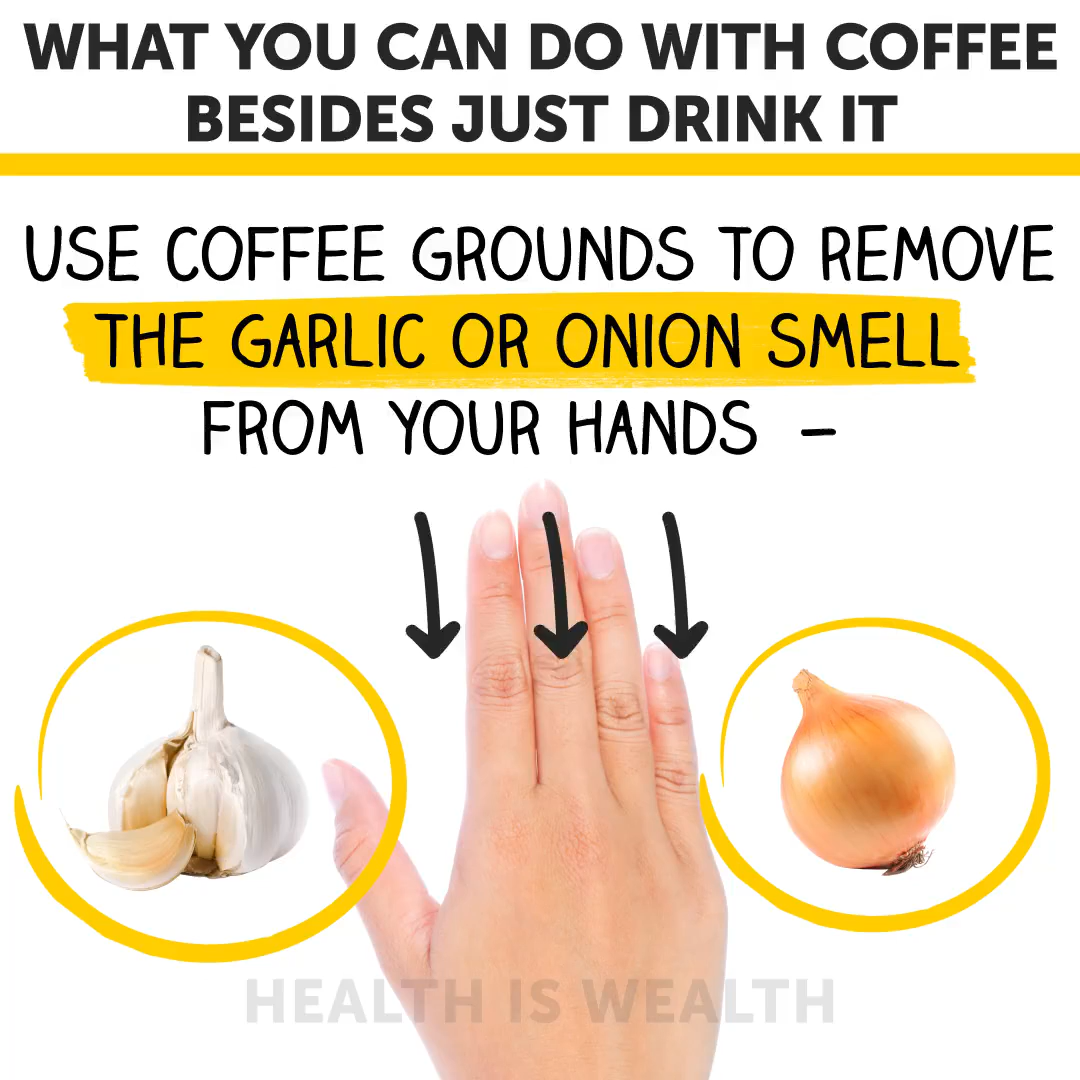 WHAT YOU CAN DO WITH COFFEE
BESIDES JUST DRINK IT
USE COFFEE GROUNDS TO REMOVE
THE GARLIC OR ONION SMELL
FROM YOUR HANDS –
HEALTH IS WEALTH